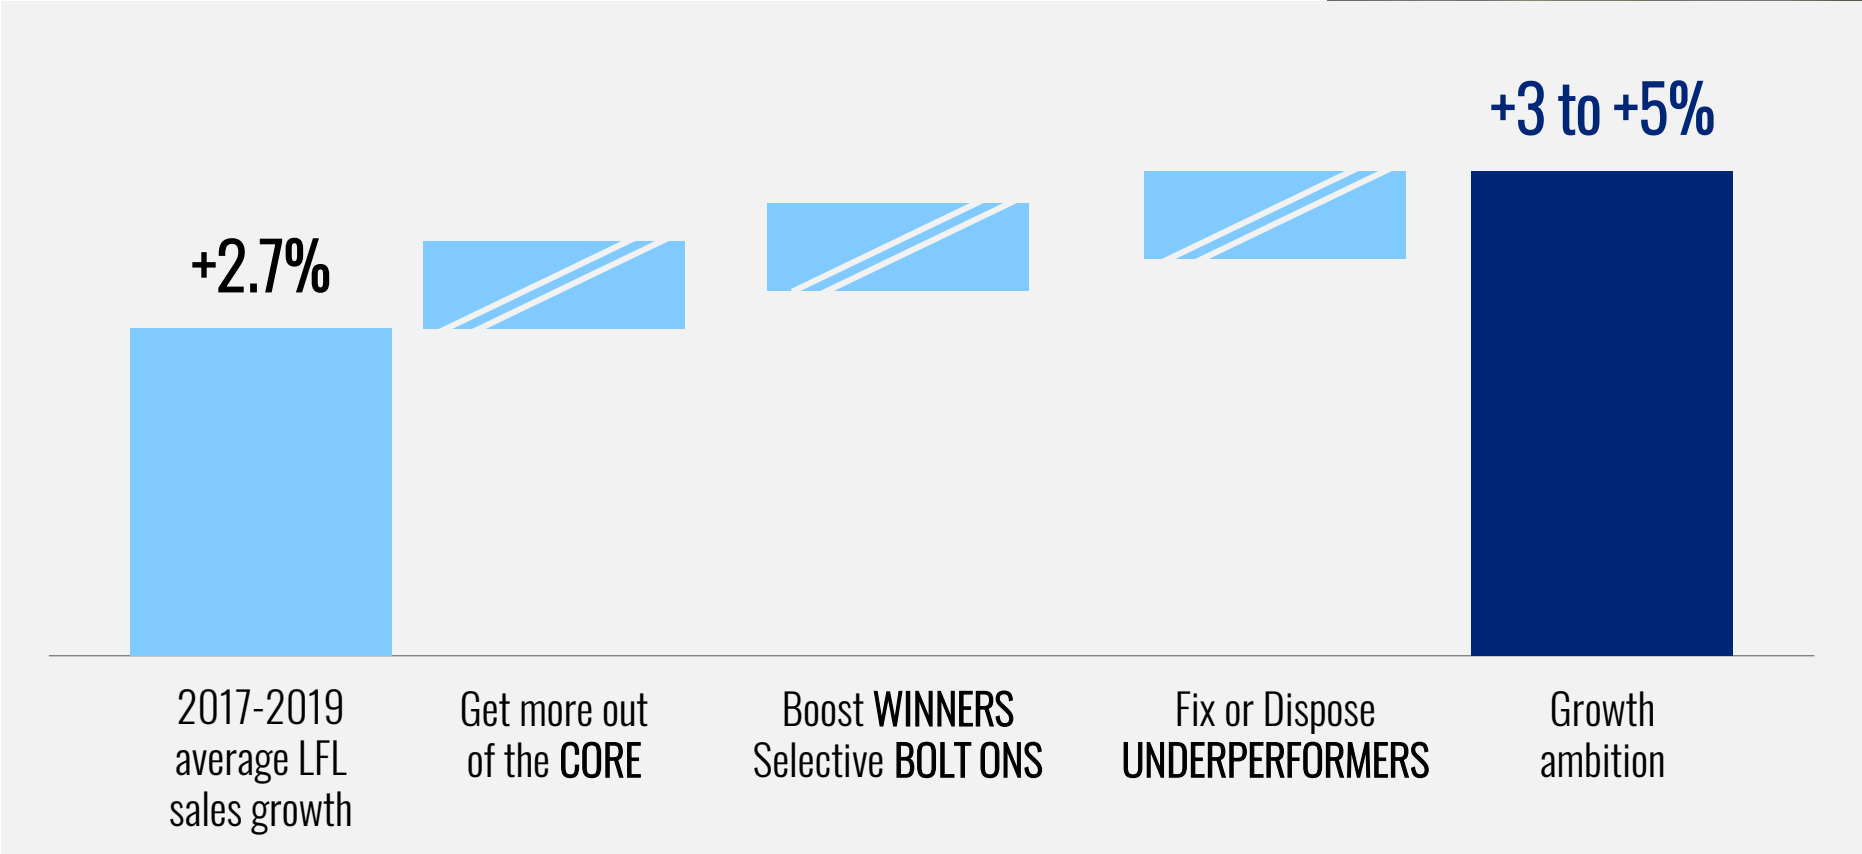 +3 to +5%
+2.7%
2017-2019
average LFL
sales growth
Get more out
of the CORE
Boost WINNERS
Selective BOLT ONS
Fix or Dispose
UNDERPERFORMERS
Growth
ambition